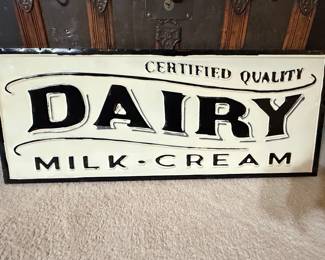 CERTIFIED QUALITY
DAIRY
MILK · CREAM